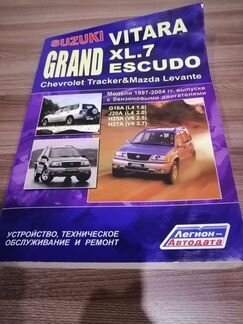 SUZUKI VITARA
GRAND XL.7
ESCUDO
Chevrolet Tracker&Mazda Levante
Модели 1997-2004 гг. выпуска
с бензиновыми двигателями
G16A (L4 1.6)
J20A (L4 2.0)
H25A (V6 2.5)
H27A (V6 2.7)
Легион
Автодата
УСТРОЙСТВО, ТЕХНИЧЕСКОЕ
ОБСЛУЖИВАНИЕ И РЕМОНТ